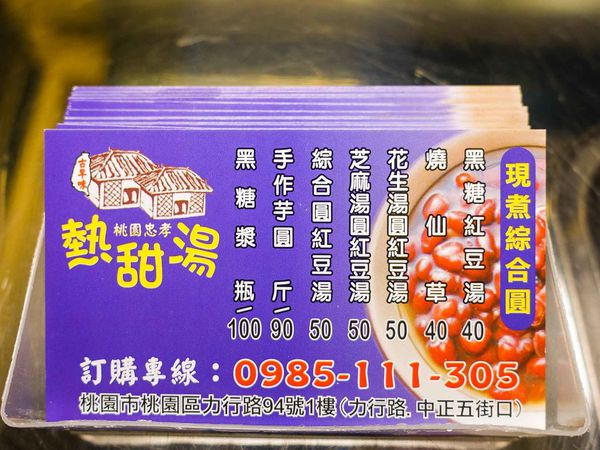 現煮綜合圓
黑糖紅豆湯 40
燒仙草 40
花生湯圓紅豆湯 50
芝麻湯圓紅豆湯 50
綜合圓紅豆湯 50
手作芋圓 斤/90
黑糖漿 瓶/100
古早味
桃園忠孝
熱甜湯
訂購專線：0985-111-305
桃園市桃園區力行路94號1樓(力行路.中正五街口)